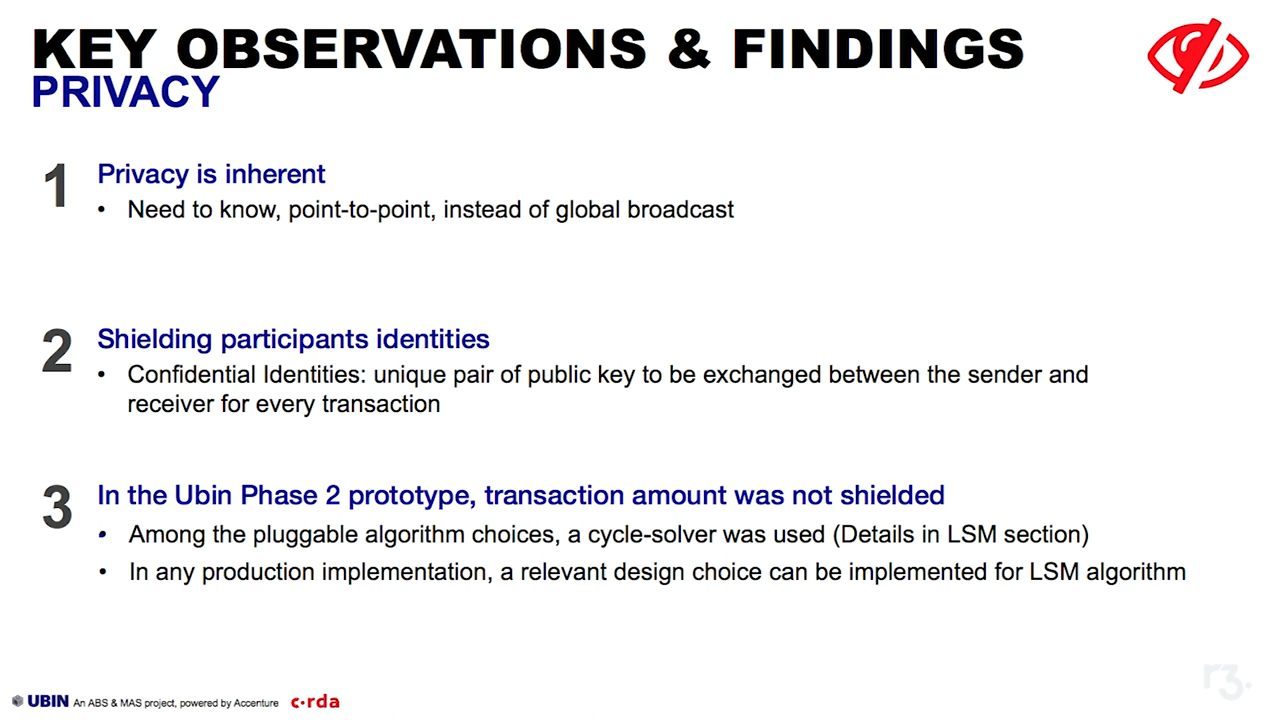 KEY OBSERVATIONS & FINDINGS
PRIVACY
1 Privacy is inherent
• Need to know, point-to-point, instead of global broadcast
2 Shielding participants identities
• Confidential Identities: unique pair of public key to be exchanged between the sender and
receiver for every transaction
3 In the Ubin Phase 2 prototype, transaction amount was not shielded
• Among the pluggable algorithm choices, a cycle-solver was used (Details in LSM section)
• In any production implementation, a relevant design choice can be implemented for LSM algorithm
UBIN An ABS & MAS project, powered by Accenture c·rda
r3.